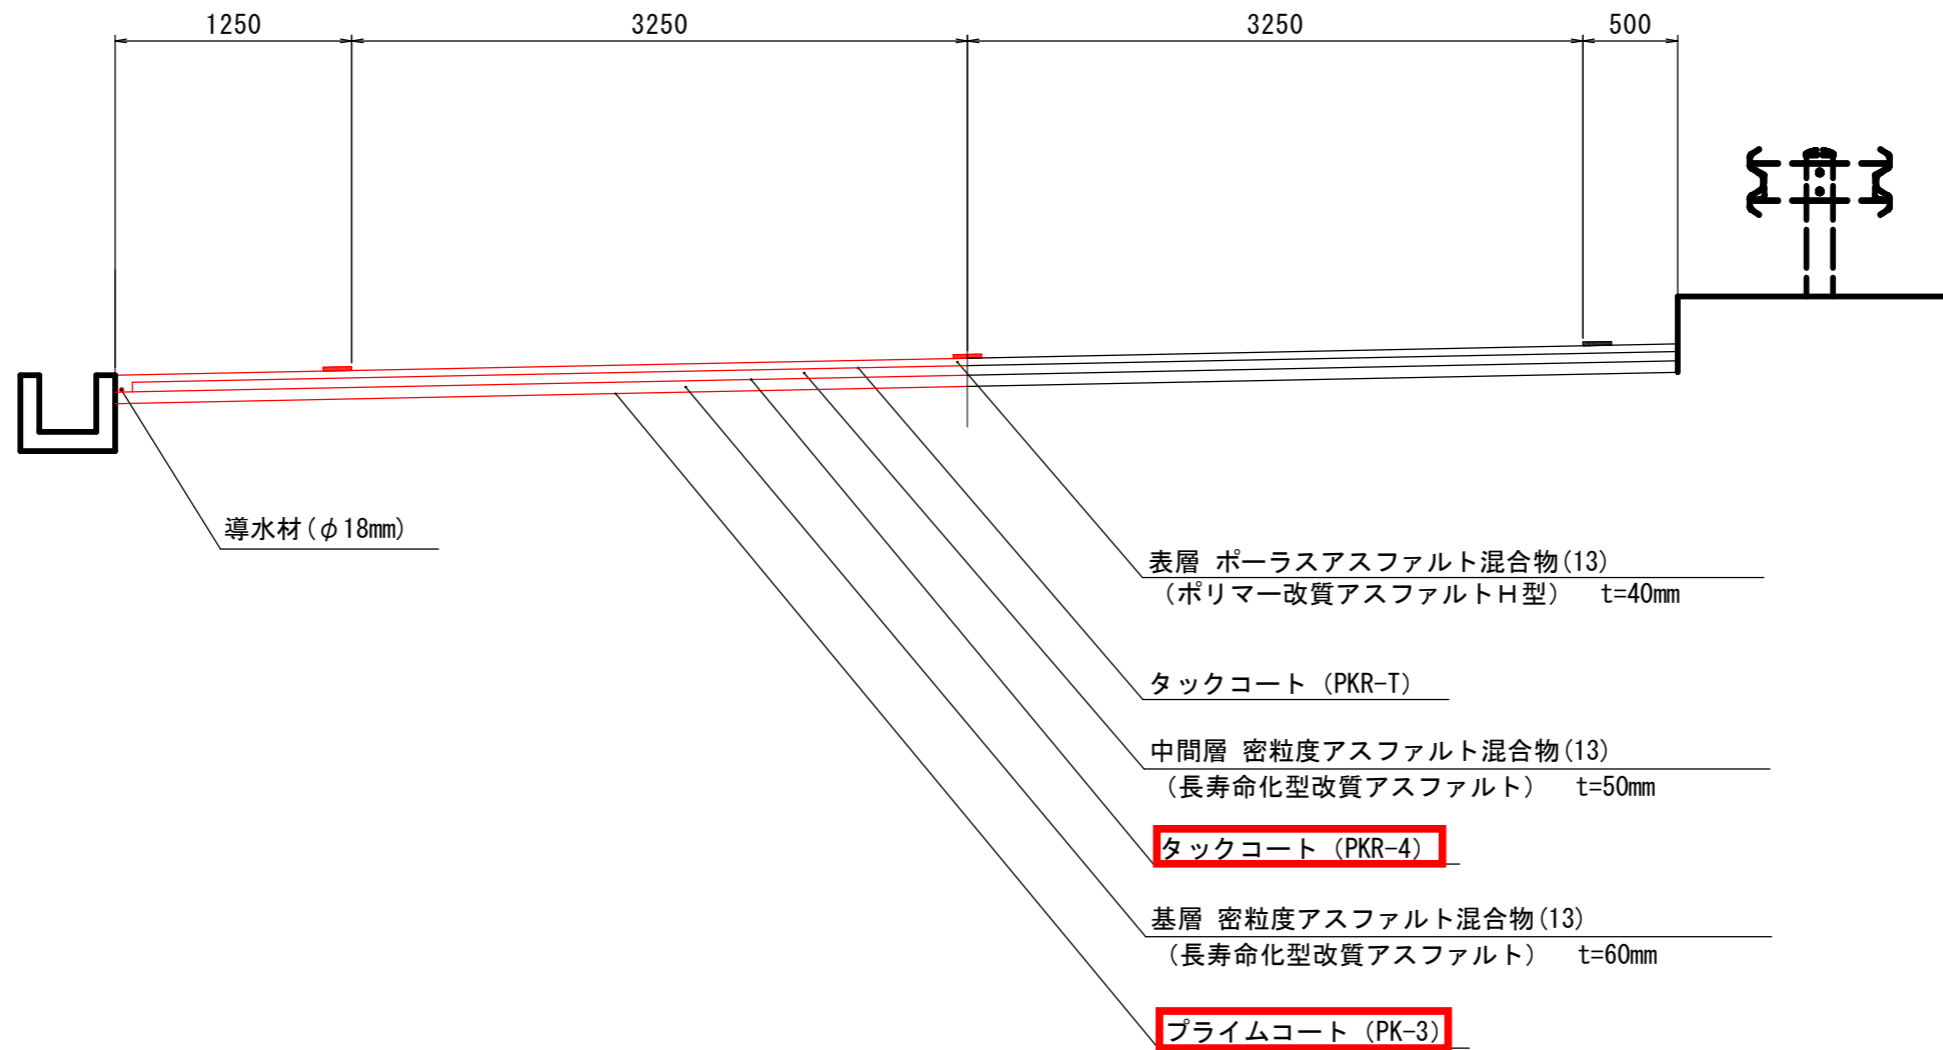 1250
3250
3250
500
導水材(φ18mm)
表層 ポーラスアスファルト混合物(13)
(ポリマー改質アスファルトH型) t=40mm
タックコート (PKR-T)
中間層 密粒度アスファルト混合物(13)
(長寿命化型改質アスファルト) t=50mm
タックコート (PKR-4)
基層 密粒度アスファルト混合物(13)
(長寿命化型改質アスファルト) t=60mm
プライムコート (PK-3)